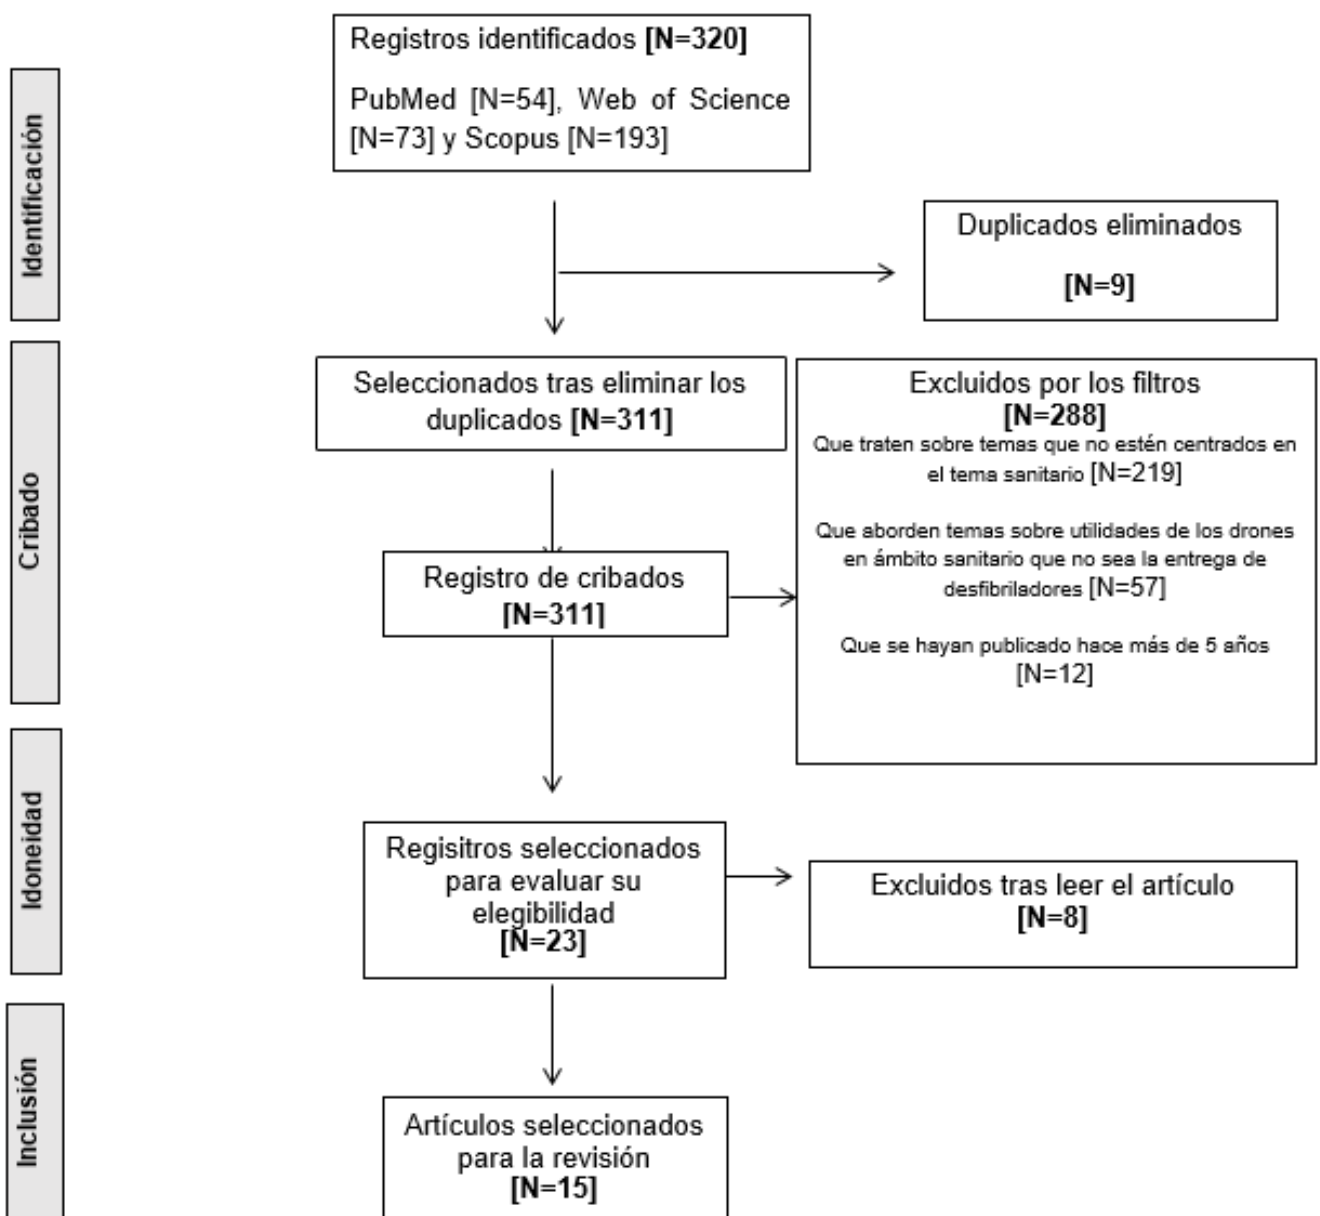 Registros identificados [N=320]
PubMed [N=54], Web of Science
[N=73] y Scopus [N=193]
Identificación
Duplicados eliminados
[N=9]
Seleccionados tras eliminar los
duplicados [N=311]
Excluidos por los filtros
[N=288]
Que traten sobre temas que no estén centrados en
el tema sanitario [N=219]
Que aborden temas sobre utilidades de los drones
en ámbito sanitario que no sea la entrega de
desfibriladores [N=57]
Que se hayan publicado hace más de 5 años
[N=12]
Cribado
Registro de cribados
[N=311]
Idoneidad
Regisitros seleccionados
para evaluar su
elegibilidad
[N=23]
Excluidos tras leer el artículo
[N=8]
Inclusión
Artículos seleccionados
para la revisión
[N=15]